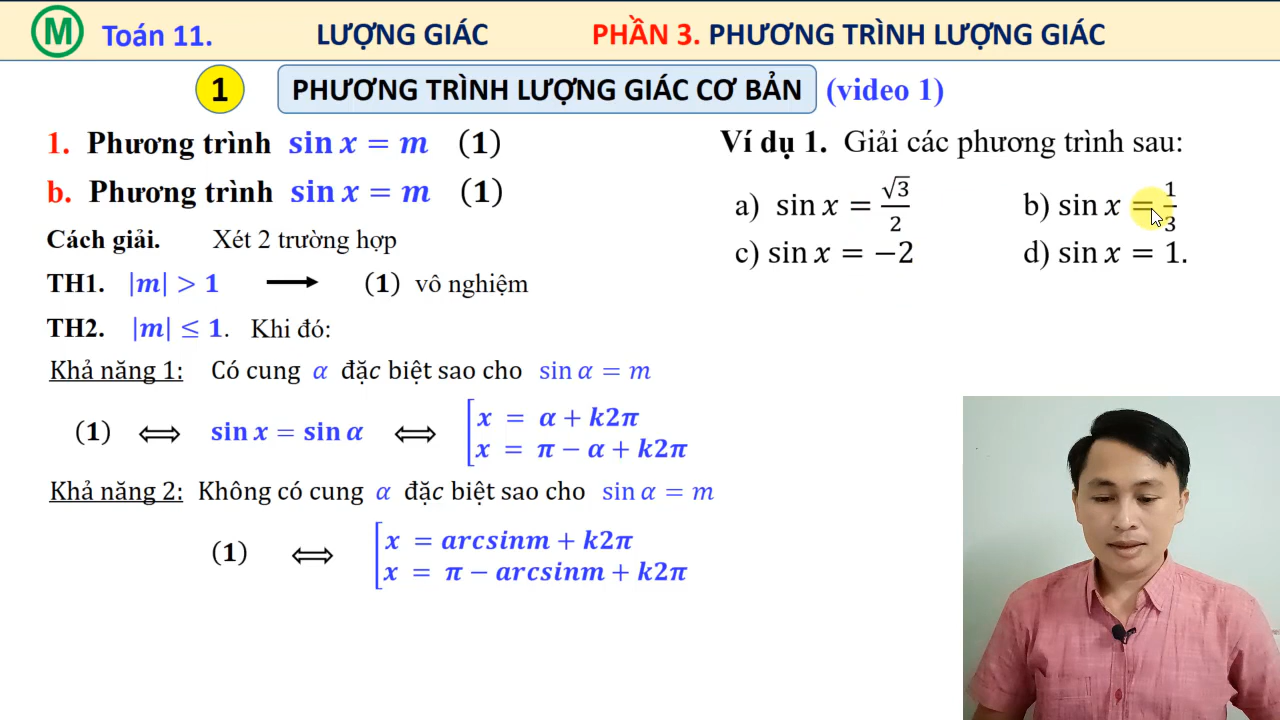 M Toán 11. LƯỢNG GIÁC PHẦN 3. PHƯƠNG TRÌNH LƯỢNG GIÁC
1 PHƯƠNG TRÌNH LƯỢNG GIÁC CƠ BẢN (video 1)
1. Phương trình sin x = m (1)
b. Phương trình sin x = m (1)
Cách giải. Xét 2 trường hợp
TH1. |m| > 1 ⟶ (1) vô nghiệm
TH2. |m| ≤ 1. Khi đó:
Khả năng 1: Có cung α đặc biệt sao cho sin α = m
(1) ⟺ sin x = sin α ⟺ [ x = α + k2π
x = π − α + k2π
Khả năng 2: Không có cung α đặc biệt sao cho sin α = m
(1) ⟺ [ x = arcsinm + k2π
x = π − arcsinm + k2π
Ví dụ 1. Giải các phương trình sau:
a) sin x = √3/2 b) sin x = 1/3
c) sin x = −2 d) sin x = 1.